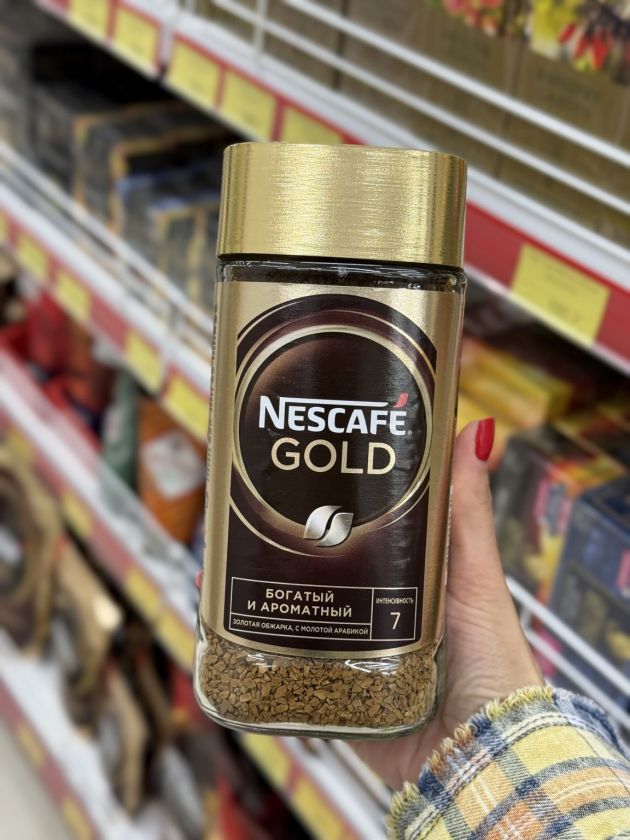 NESCAFÉ
GOLD
БОГАТЫЙ
И АРОМАТНЫЙ
ЗОЛОТАЯ ОБЖАРКА, С МОЛОТОЙ АРАБИКОЙ
ИНТЕНСИВНОСТЬ
7